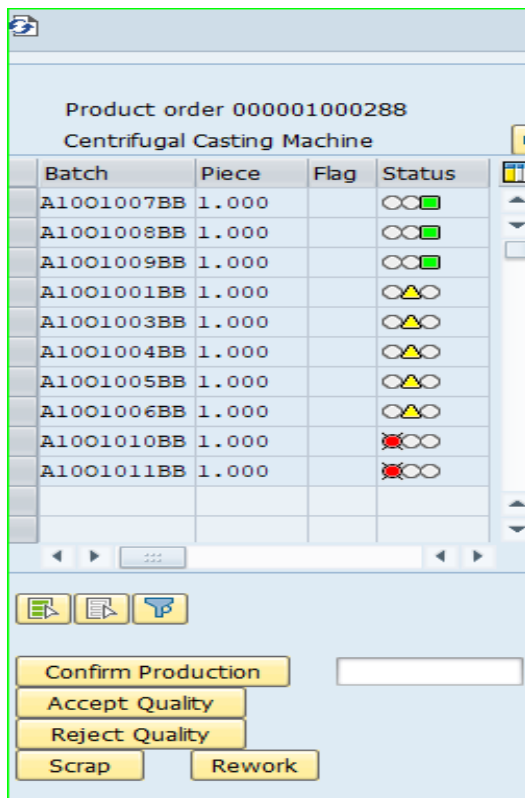 Product order 000001000288
Centrifugal Casting Machine
Batch Piece Flag Status
A10O1007BB 1.000
A10O1008BB 1.000
A10O1009BB 1.000
A10O1001BB 1.000
A10O1003BB 1.000
A10O1004BB 1.000
A10O1005BB 1.000
A10O1006BB 1.000
A10O1010BB 1.000
A10O1011BB 1.000
Confirm Production
Accept Quality
Reject Quality
Scrap Rework